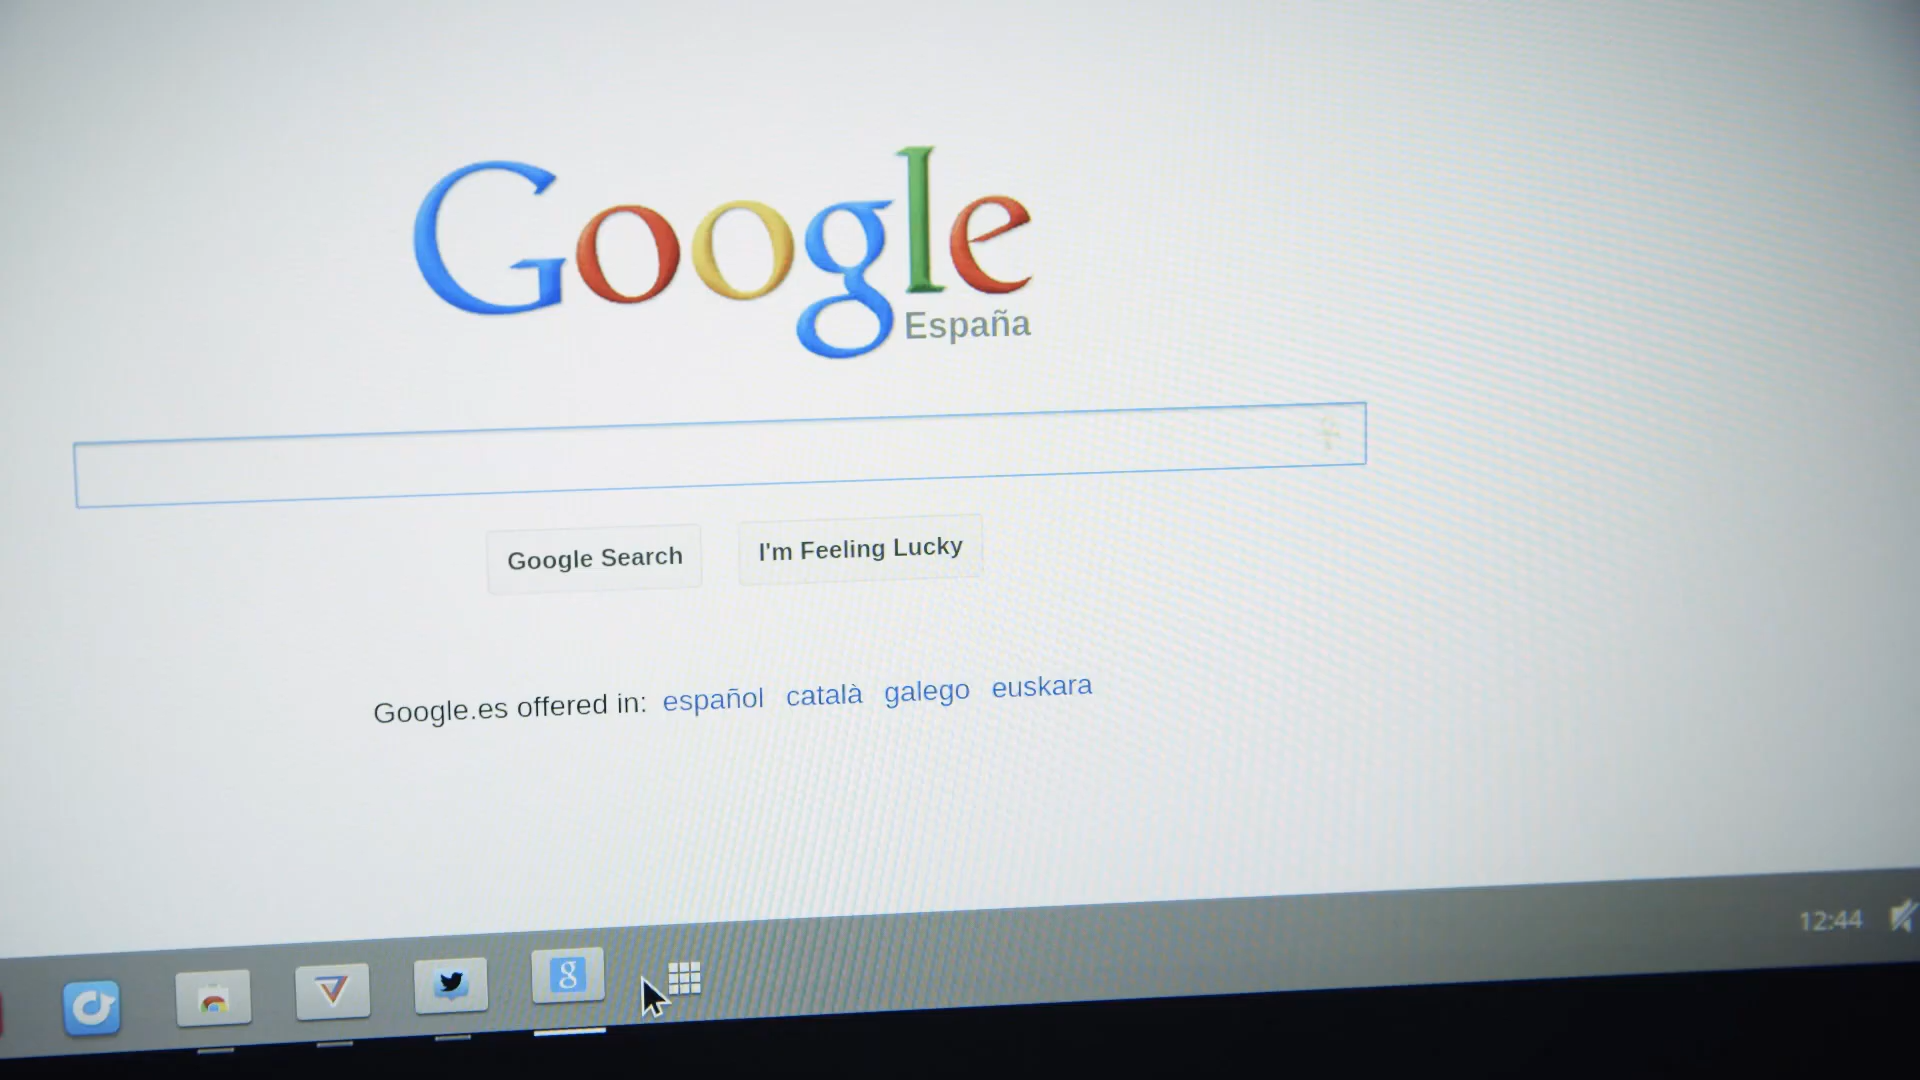 Google
España
Google Search
I'm Feeling Lucky
Google.es offered in: español català galego euskara
12:44
g